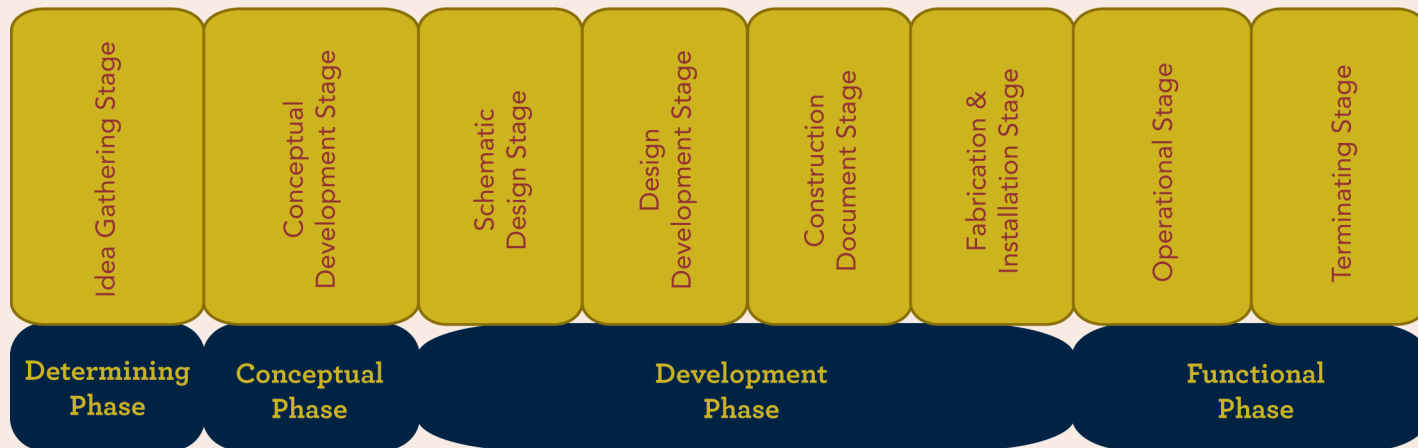 Idea Gathering Stage
Conceptual
Development Stage
Schematic
Design Stage
Design
Development Stage
Construction
Document Stage
Fabrication &
Installation Stage
Operational Stage
Terminating Stage
Determining
Phase
Conceptual
Phase
Development
Phase
Functional
Phase